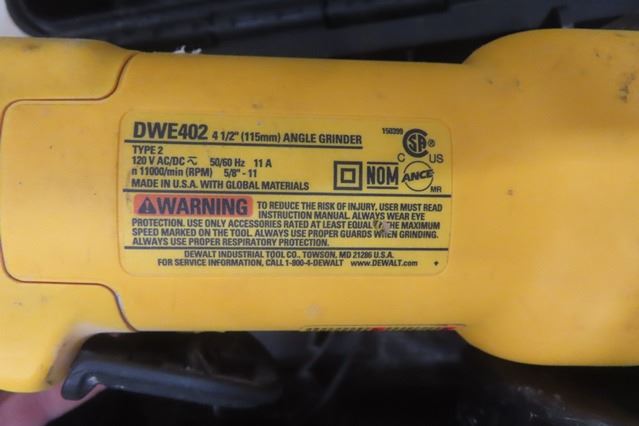 DWE402 4 1/2" (115mm) ANGLE GRINDER
150399
TYPE 2
120 V AC/DC ⎓ 50/60 Hz 11 A
n 11000/min (RPM) 5/8" - 11
MADE IN U.S.A. WITH GLOBAL MATERIALS
C SA US
NOM ANCE MR
WARNING TO REDUCE THE RISK OF INJURY, USER MUST READ
INSTRUCTION MANUAL. ALWAYS WEAR EYE
PROTECTION. USE ONLY ACCESSORIES RATED AT LEAST EQUAL TO THE MAXIMUM
SPEED MARKED ON THE TOOL. ALWAYS USE PROPER GUARDS WHEN GRINDING.
ALWAYS USE PROPER RESPIRATORY PROTECTION.
DEWALT INDUSTRIAL TOOL CO., TOWSON, MD 21286 U.S.A.
FOR SERVICE INFORMATION, CALL 1-800-4-DEWALT www.DEWALT.com